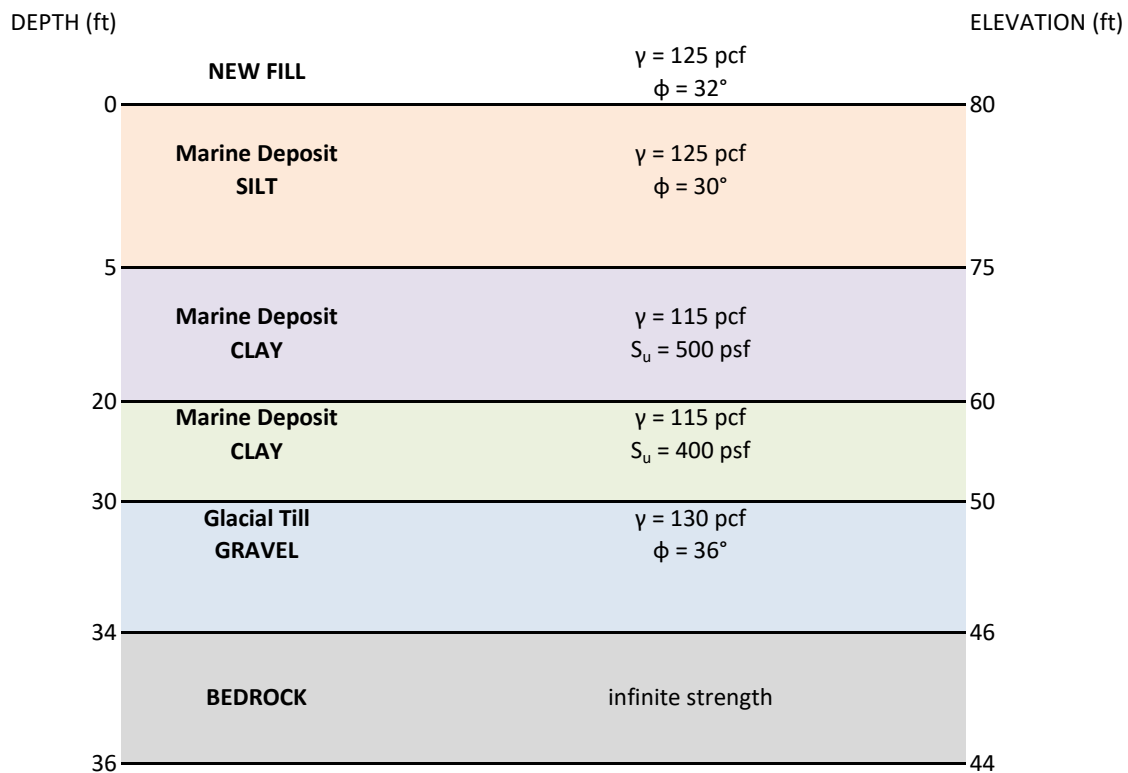 DEPTH (ft)
ELEVATION (ft)
NEW FILL
γ = 125 pcf
ϕ = 32°
0
80
Marine Deposit
SILT
γ = 125 pcf
ϕ = 30°
5
75
Marine Deposit
CLAY
γ = 115 pcf
Su = 500 psf
20
60
Marine Deposit
CLAY
γ = 115 pcf
Su = 400 psf
30
50
Glacial Till
GRAVEL
γ = 130 pcf
ϕ = 36°
34
46
BEDROCK
infinite strength
36
44